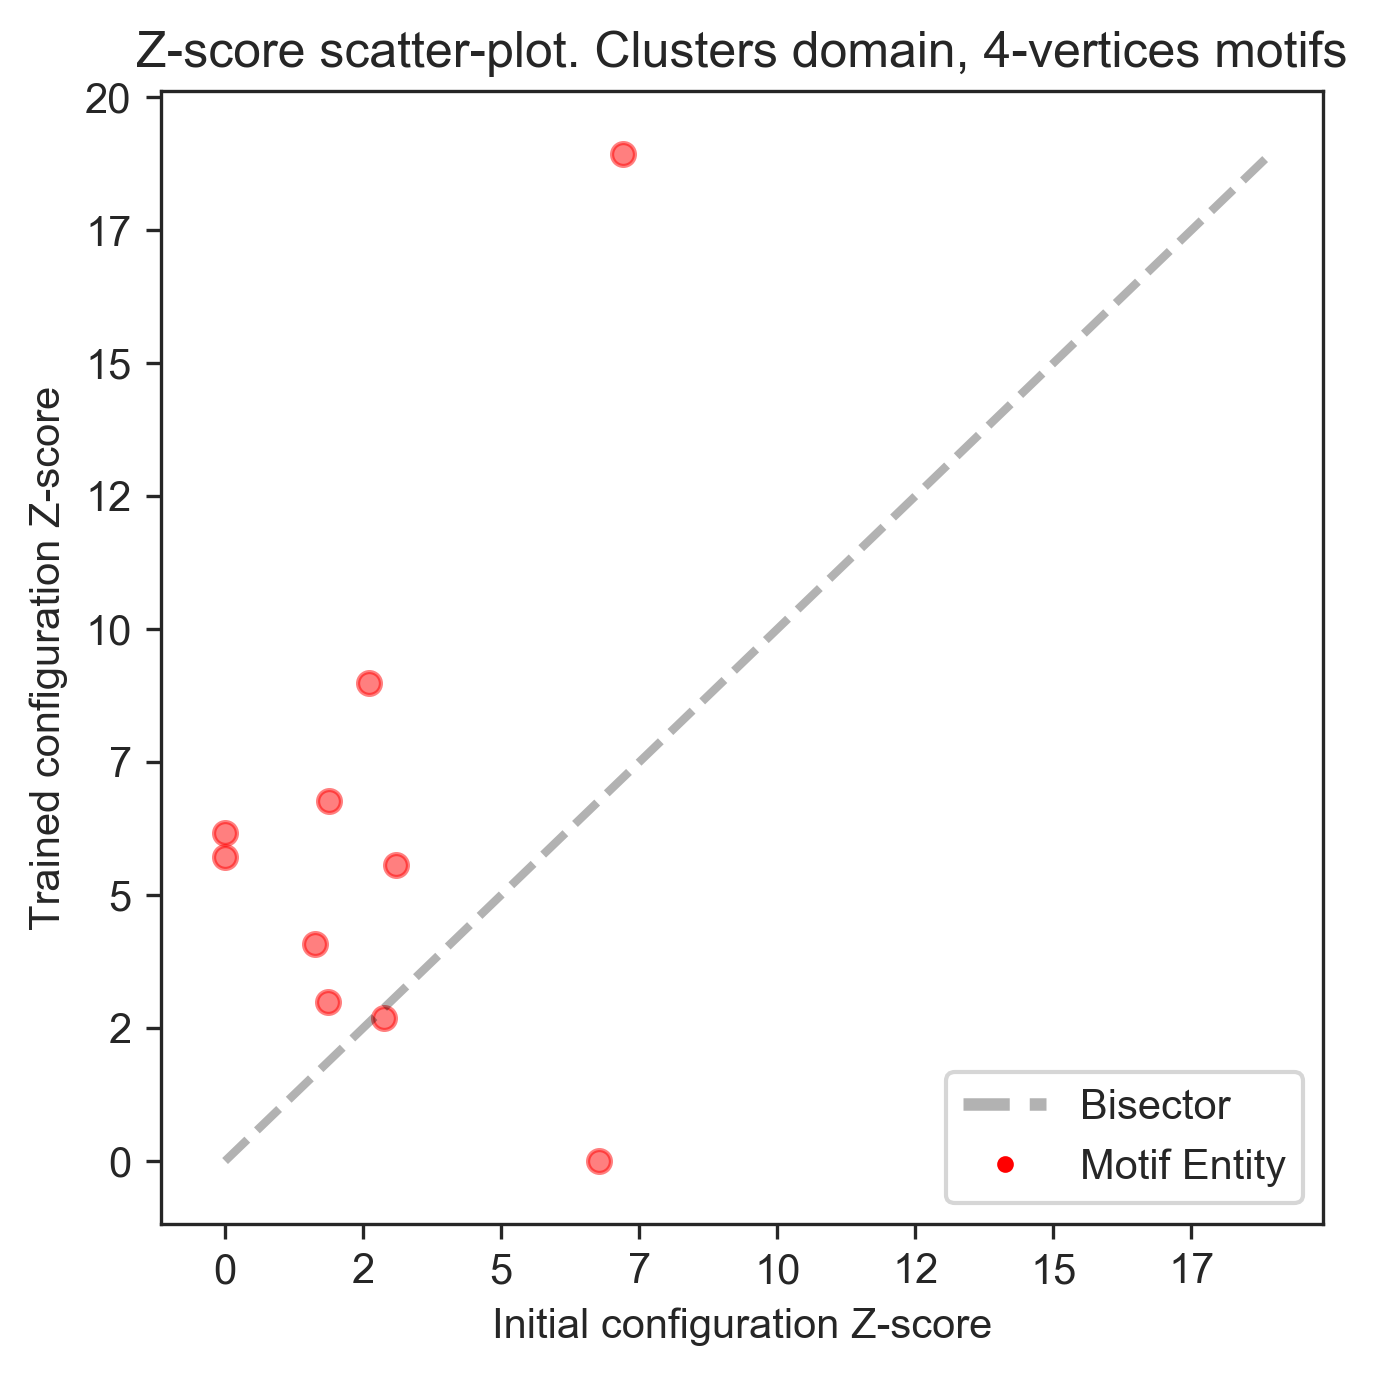 Z-score scatter-plot. Clusters domain, 4-vertices motifs
20
17
15
12
10
7
5
2
0
Trained configuration Z-score
0 2 5 7 10 12 15 17
Initial configuration Z-score
Bisector
Motif Entity